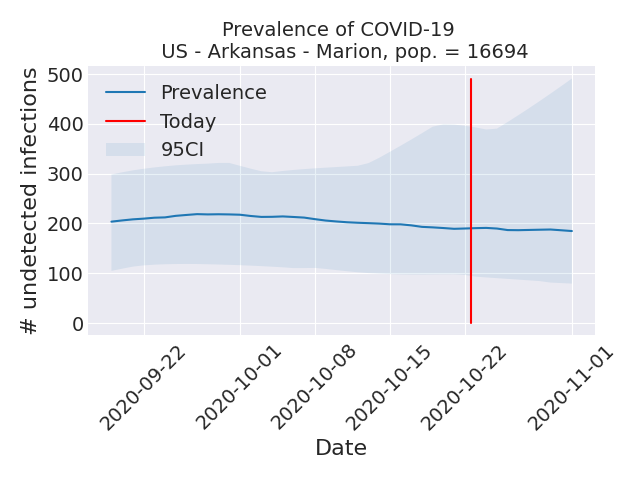 Prevalence of COVID-19
US - Arkansas - Marion, pop. = 16694
# undetected infections
500
400
300
200
100
0
Prevalence
Today
95CI
2020-09-22
2020-10-01
2020-10-08
2020-10-15
2020-10-22
2020-11-01
Date